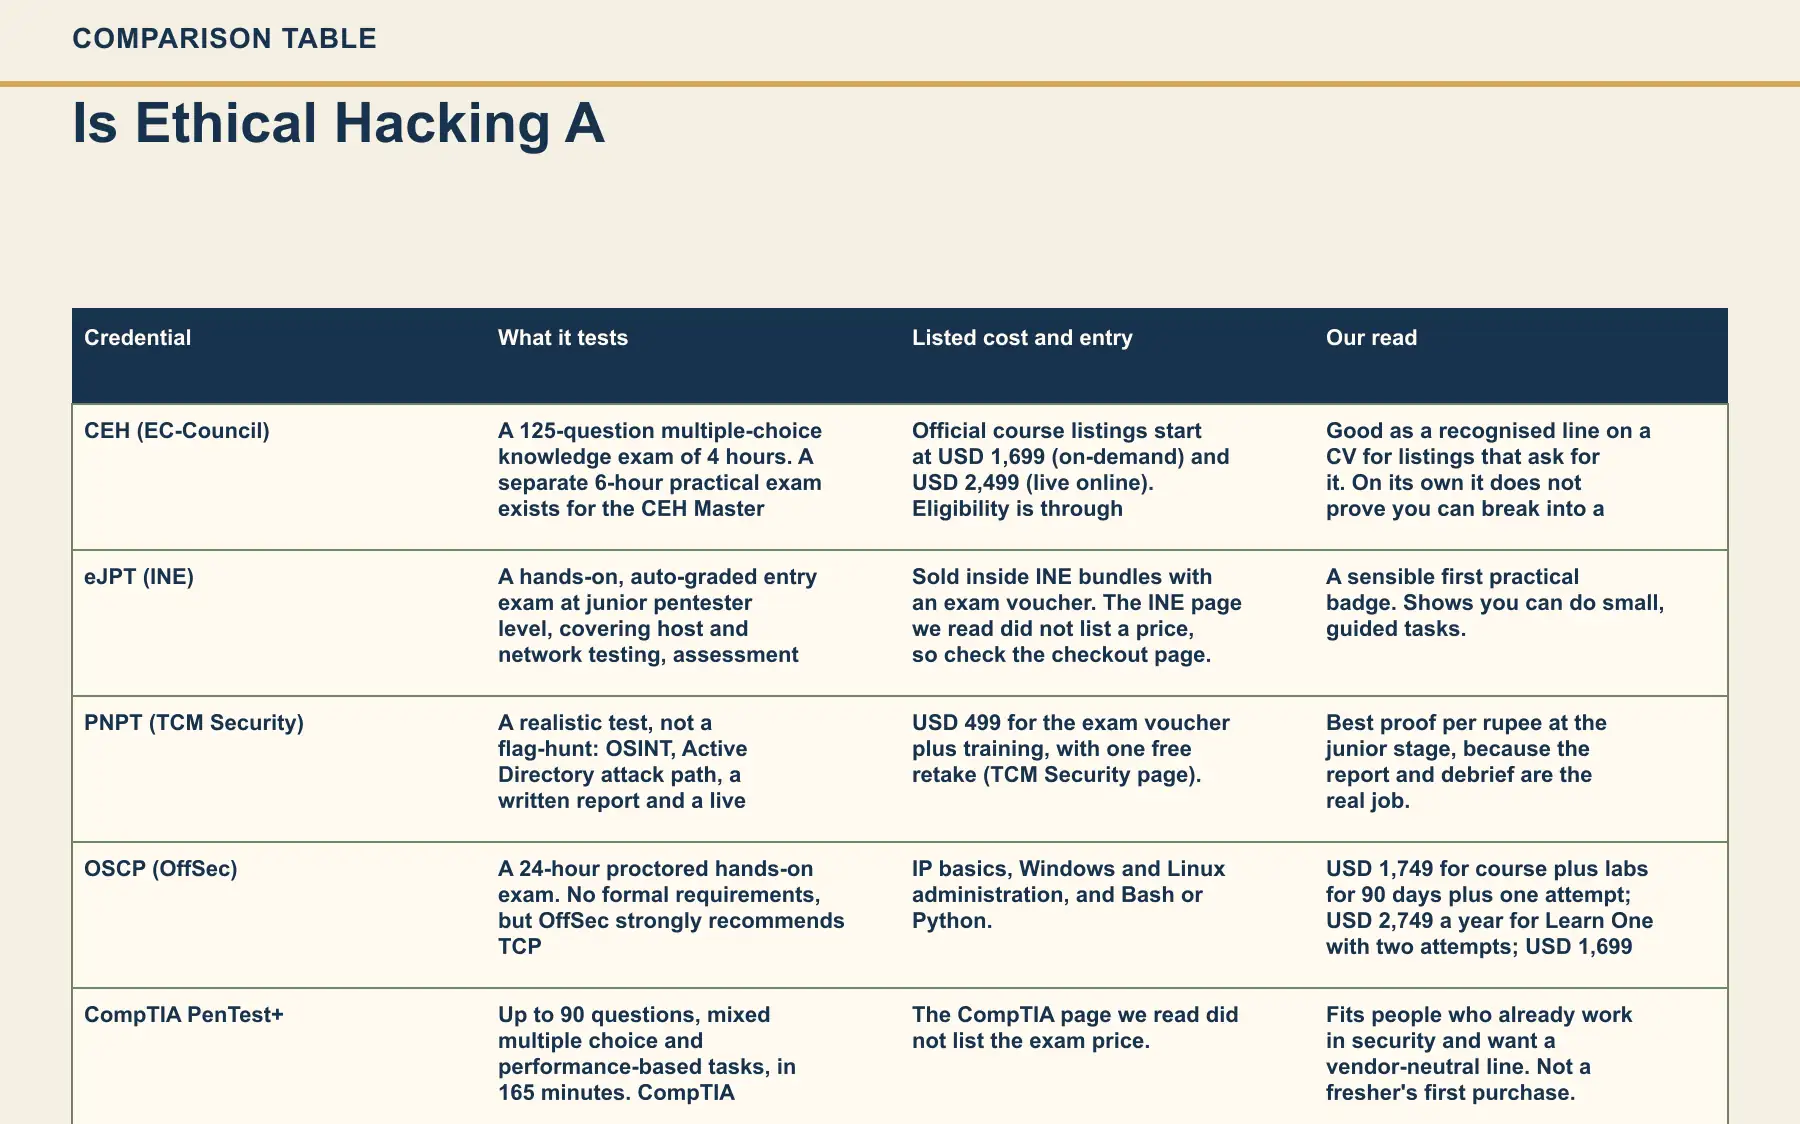 COMPARISON TABLE
Is Ethical Hacking A
Credential
What it tests
Listed cost and entry
Our read
CEH (EC-Council)
A 125-question multiple-choice
knowledge exam of 4 hours. A
separate 6-hour practical exam
exists for the CEH Master
Official course listings start
at USD 1,699 (on-demand) and
USD 2,499 (live online).
Eligibility is through
Good as a recognised line on a
CV for listings that ask for
it. On its own it does not
prove you can break into a
eJPT (INE)
A hands-on, auto-graded entry
exam at junior pentester
level, covering host and
network testing, assessment
Sold inside INE bundles with
an exam voucher. The INE page
we read did not list a price,
so check the checkout page.
A sensible first practical
badge. Shows you can do small,
guided tasks.
PNPT (TCM Security)
A realistic test, not a
flag-hunt: OSINT, Active
Directory attack path, a
written report and a live
USD 499 for the exam voucher
plus training, with one free
retake (TCM Security page).
Best proof per rupee at the
junior stage, because the
report and debrief are the
real job.
OSCP (OffSec)
A 24-hour proctored hands-on
exam. No formal requirements,
but OffSec strongly recommends
TCP
IP basics, Windows and Linux
administration, and Bash or
Python.
USD 1,749 for course plus labs
for 90 days plus one attempt;
USD 2,749 a year for Learn One
with two attempts; USD 1,699
CompTIA PenTest+
Up to 90 questions, mixed
multiple choice and
performance-based tasks, in
165 minutes. CompTIA
The CompTIA page we read did
not list the exam price.
Fits people who already work
in security and want a
vendor-neutral line. Not a
fresher's first purchase.